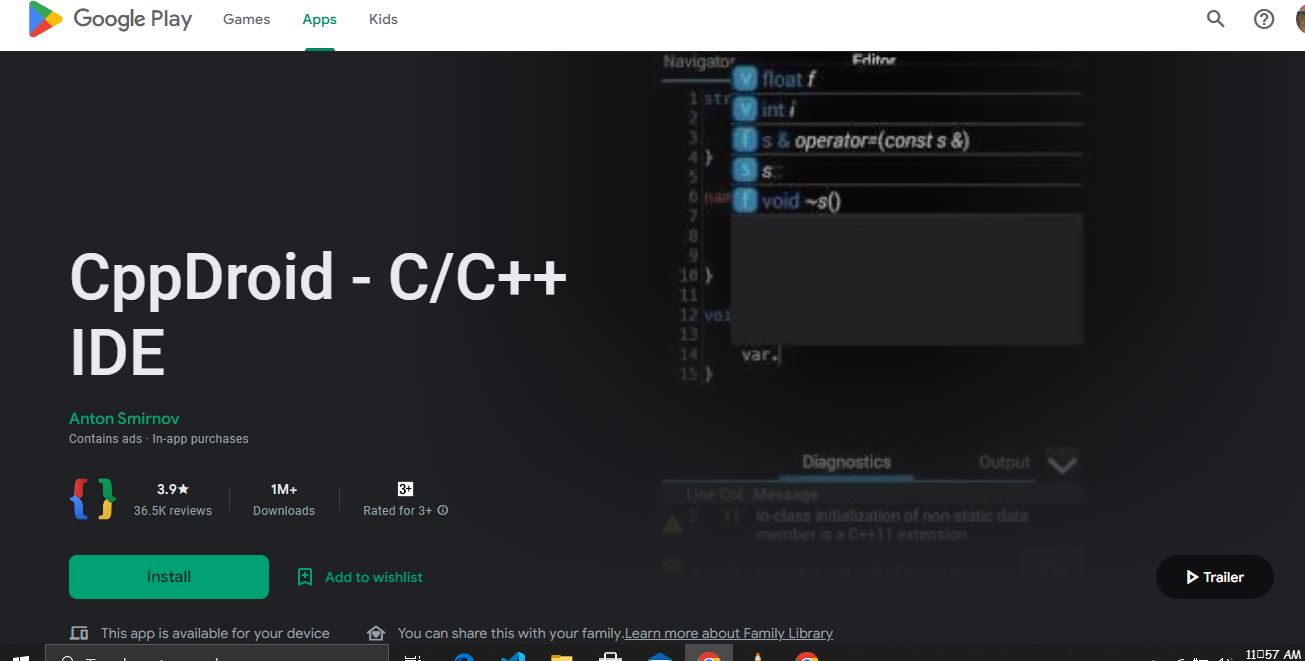 Google Play
Games
Apps
Kids
Navigator
Editor
float f
int i
s & operator=(const s &)
s::
void ~s()
1 str
2
3
4 }
5
6 nam
7
8
9
10 }
11
12 voi
13
14 var.
15 }
CppDroid - C/C++
IDE
Anton Smirnov
Contains ads · In-app purchases
3.9★
36.5K reviews
1M+
Downloads
3+
Rated for 3+
Diagnostics
Output
Line Col Message
2 11 in-class initialization of non-static data
member is a C++11 extension
Install
Add to wishlist
Trailer
This app is available for your device
You can share this with your family. Learn more about Family Library
11:57 AM